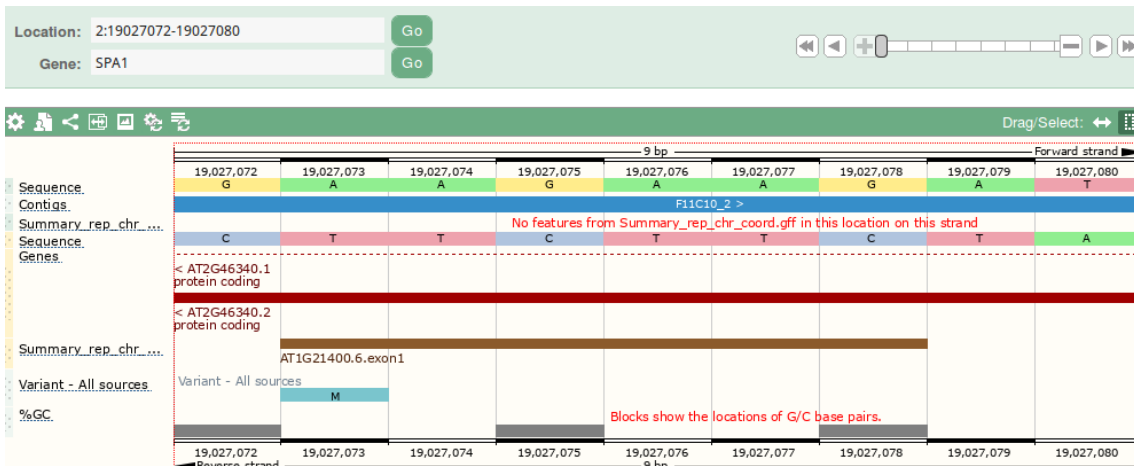 Location: 2:19027072-19027080 Go
Gene: SPA1 Go
Drag/Select:
9 bp Forward strand
19,027,072 19,027,073 19,027,074 19,027,075 19,027,076 19,027,077 19,027,078 19,027,079 19,027,080
Sequence G A A G A A G A T
Contigs F11C10_2 >
Summary_rep_chr_... No features from Summary_rep_chr_coord.gff in this location on this strand
Sequence C T T C T T C T A
Genes
< AT2G46340.1
protein coding
< AT2G46340.2
protein coding
Summary_rep_chr_...
AT1G21400.6.exon1
Variant - All sources Variant - All sources
M
%GC Blocks show the locations of G/C base pairs.
19,027,072 19,027,073 19,027,074 19,027,075 19,027,076 19,027,077 19,027,078 19,027,079 19,027,080
Reverse strand 9 bp